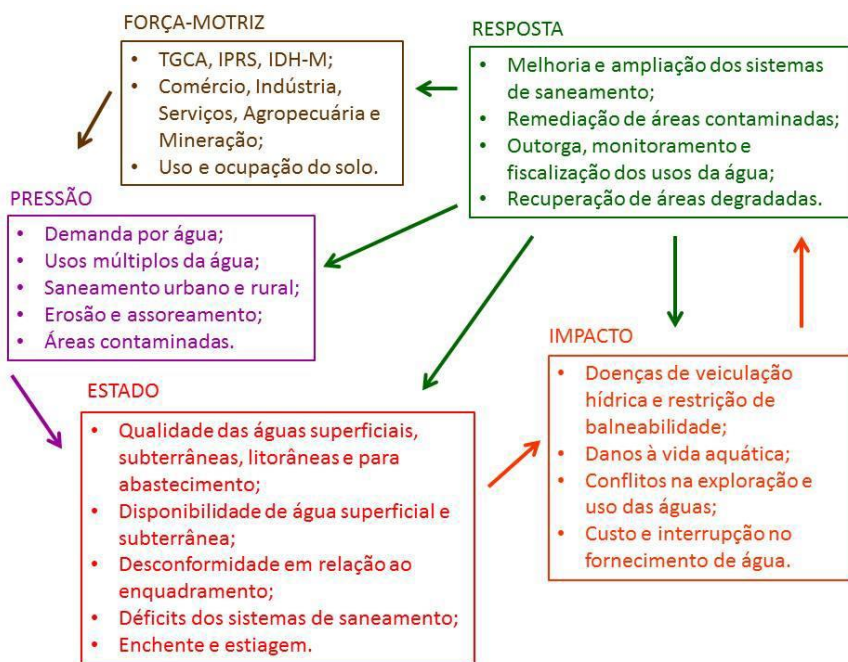 FORÇA-MOTRIZ
• TGCA, IPRS, IDH-M;
• Comércio, Indústria,
Serviços, Agropecuária e
Mineração;
• Uso e ocupação do solo.
RESPOSTA
• Melhoria e ampliação dos sistemas
de saneamento;
• Remediação de áreas contaminadas;
• Outorga, monitoramento e
fiscalização dos usos da água;
• Recuperação de áreas degradadas.
PRESSÃO
• Demanda por água;
• Usos múltiplos da água;
• Saneamento urbano e rural;
• Erosão e assoreamento;
• Áreas contaminadas.
ESTADO
• Qualidade das águas superficiais,
subterrâneas, litorâneas e para
abastecimento;
• Disponibilidade de água superficial e
subterrânea;
• Desconformidade em relação ao
enquadramento;
• Déficits dos sistemas de saneamento;
• Enchente e estiagem.
IMPACTO
• Doenças de veiculação
hídrica e restrição de
balneabilidade;
• Danos à vida aquática;
• Conflitos na exploração e
uso das águas;
• Custo e interrupção no
fornecimento de água.